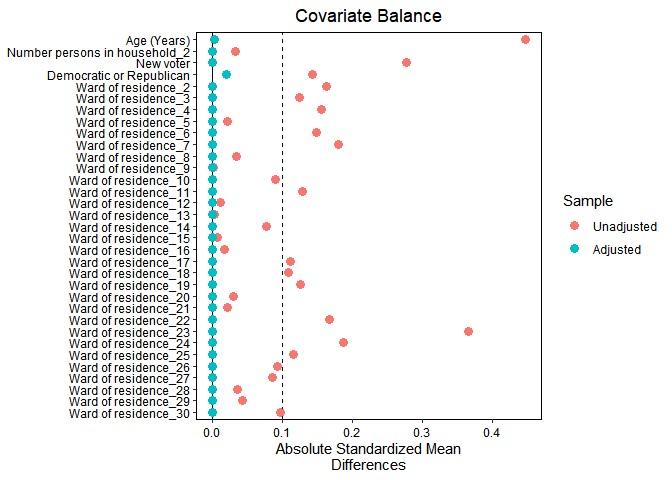 Covariate Balance
Age (Years)
Number persons in household_2
New voter
Democratic or Republican
Ward of residence_2
Ward of residence_3
Ward of residence_4
Ward of residence_5
Ward of residence_6
Ward of residence_7
Ward of residence_8
Ward of residence_9
Ward of residence_10
Ward of residence_11
Ward of residence_12
Ward of residence_13
Ward of residence_14
Ward of residence_15
Ward of residence_16
Ward of residence_17
Ward of residence_18
Ward of residence_19
Ward of residence_20
Ward of residence_21
Ward of residence_22
Ward of residence_23
Ward of residence_24
Ward of residence_25
Ward of residence_26
Ward of residence_27
Ward of residence_28
Ward of residence_29
Ward of residence_30
0.0 0.1 0.2 0.3 0.4
Absolute Standardized Mean
Differences
Sample
Unadjusted
Adjusted